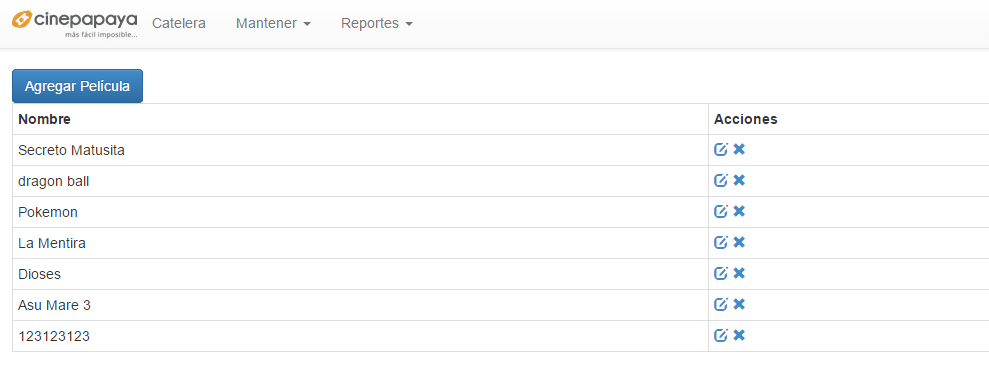 cinepapaya Catelera Mantener Reportes
más fácil imposible...
Agregar Película
Nombre Acciones
Secreto Matusita
dragon ball
Pokemon
La Mentira
Dioses
Asu Mare 3
123123123